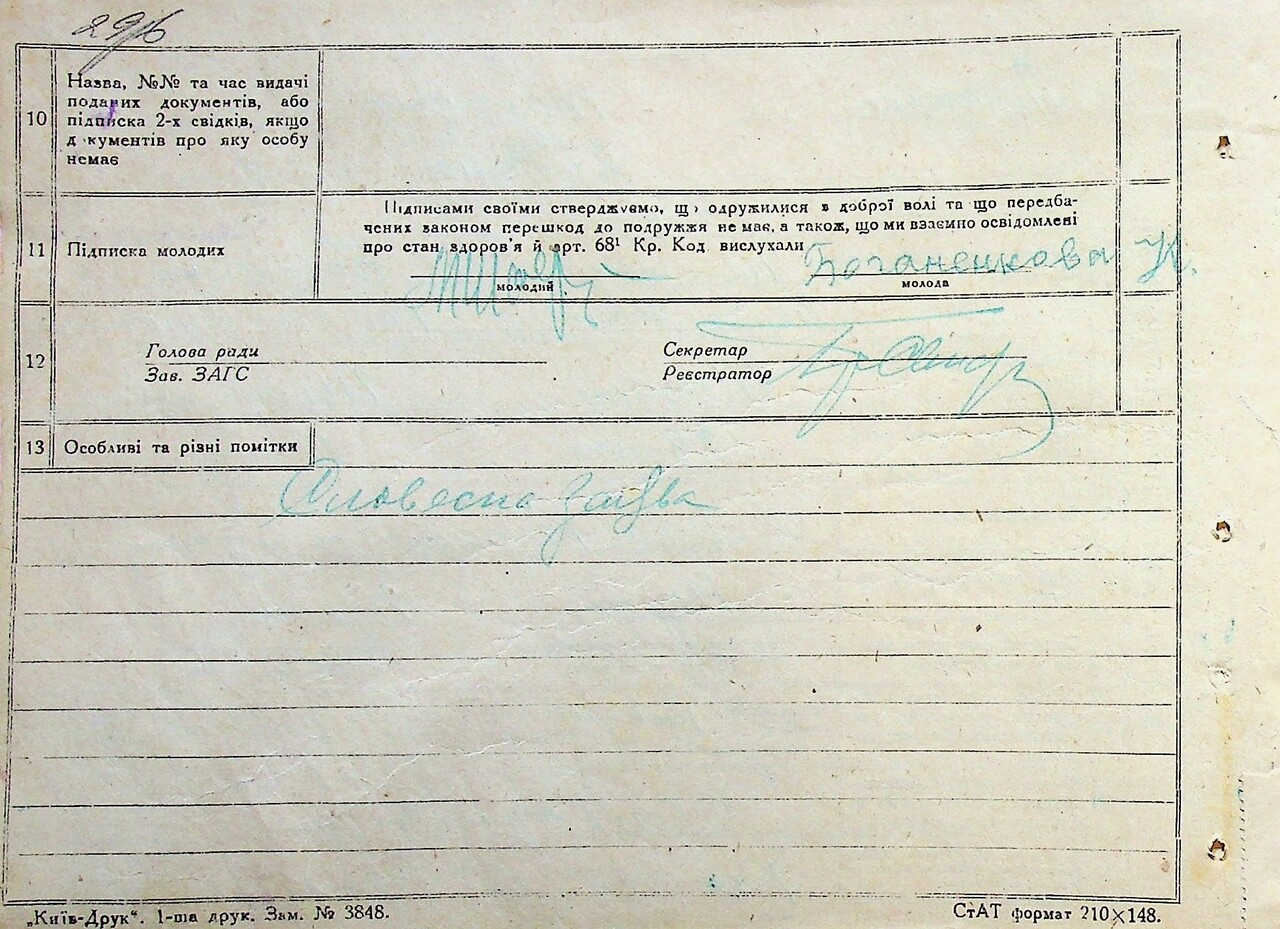 29б
10
Назва, №№ та час видачі
поданих документів, або
підписка 2-х свідків, якщо
д кументів про яку особу
немає
11
Підписка молодих
Підписами своїми стверджуємо, що одружилися з доброї волі та що передба-
чених законом перешкод до подружжя немає, а також, що ми взаємно освідомлені
про стан здоров'я й арт. 68¹ Кр. Код. вислухали
молодий
Поганенкова
молода
12
Голова ради
Зав. ЗАГС
Секретар
Реєстратор
13
Особливі та різні помітки
Словесна заява
„Київ-Друк“. 1-ша друк. Зам. № 3848.
СтАТ формат 210×148.